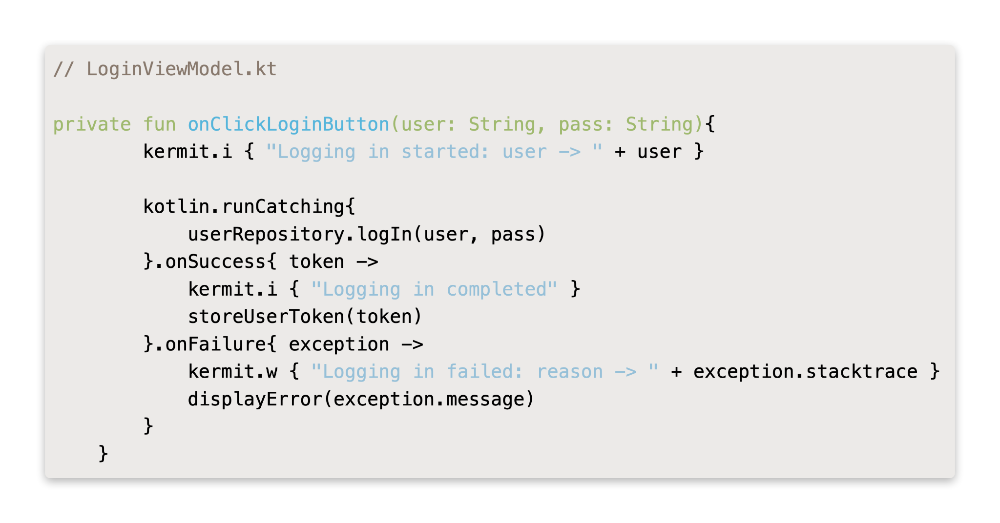 // LoginViewModel.kt
private fun onClickLoginButton(user: String, pass: String){
kermit.i { "Logging in started: user -> " + user }
kotlin.runCatching{
userRepository.logIn(user, pass)
}.onSuccess{ token ->
kermit.i { "Logging in completed" }
storeUserToken(token)
}.onFailure{ exception ->
kermit.w { "Logging in failed: reason -> " + exception.stacktrace }
displayError(exception.message)
}
}